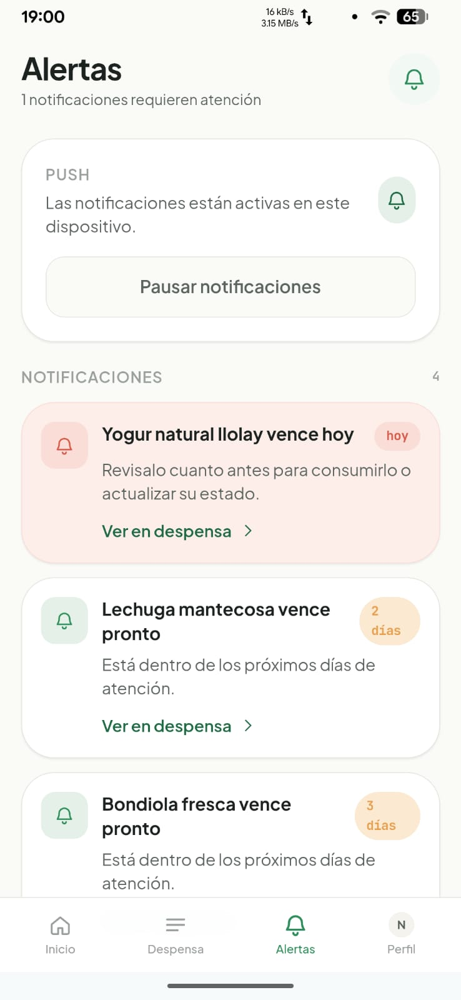 19:00
16 kB/s
3.15 MB/s
65
Alertas
1 notificaciones requieren atención
PUSH
Las notificaciones están activas en este
dispositivo.
Pausar notificaciones
NOTIFICACIONES
4
Yogur natural Ilolay vence hoy
hoy
Revisalo cuanto antes para consumirlo o
actualizar su estado.
Ver en despensa
Lechuga mantecosa vence
pronto
2
días
Está dentro de los próximos días de
atención.
Ver en despensa
Bondiola fresca vence
pronto
3
días
Está dentro de los próximos días de
atención.
Inicio
Despensa
Alertas
N
Perfil